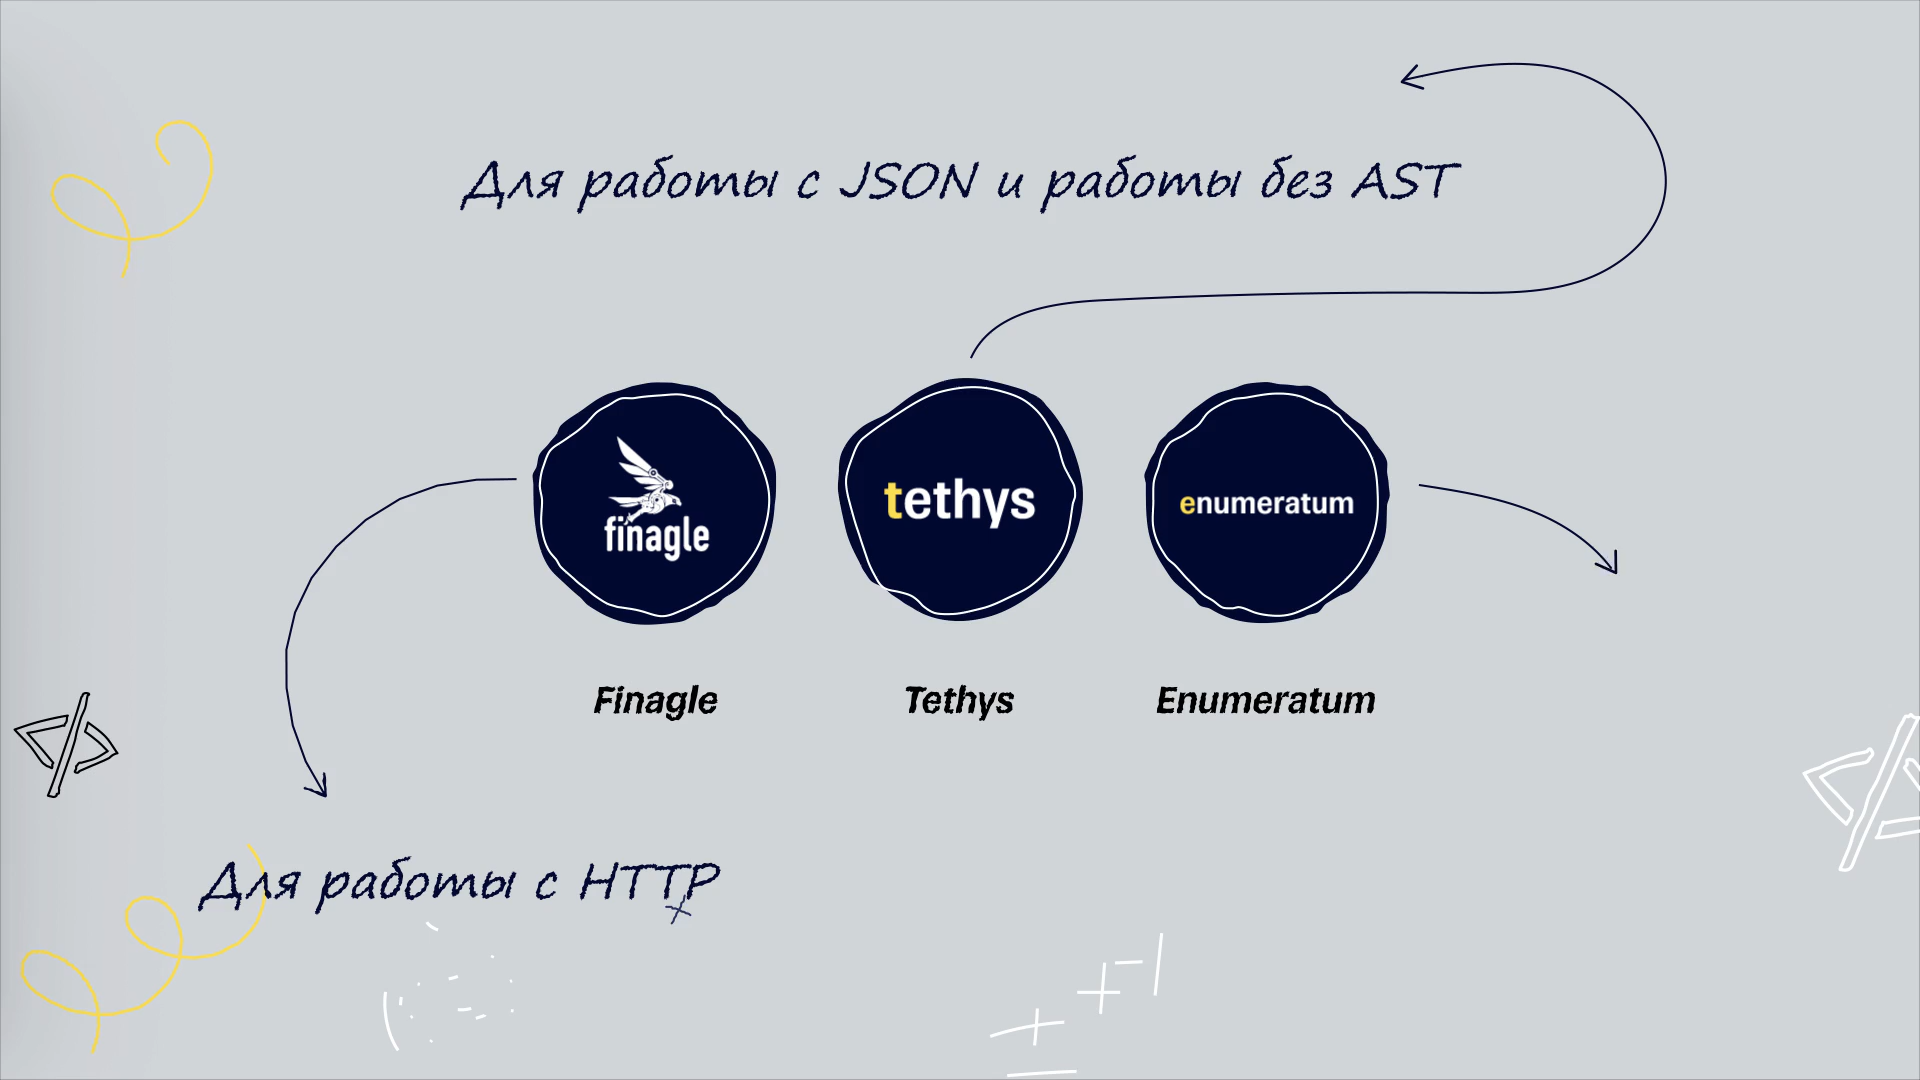 Для работы с JSON и работы без AST
finagle
tethys
enumeratum
Finagle
Tethys
Enumeratum
Для работы с HTTP